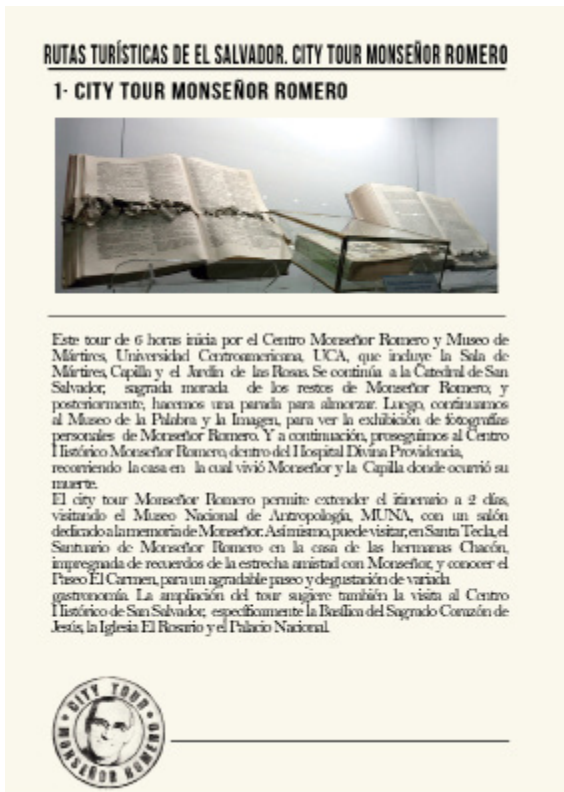 RUTAS TURÍSTICAS DE EL SALVADOR. CITY TOUR MONSEÑOR ROMERO
1- CITY TOUR MONSEÑOR ROMERO
Este tour de 6 horas inicia por el Centro Monseñor Romero y Museo de
Mártires, Universidad Centroamericana, UCA, que incluye la Sala de
Mártires, Capilla y el Jardín de las Rosas. Se continúa a la Catedral de San
Salvador, sagrada morada de los restos de Monseñor Romero, y
posteriormente, hacemos una parada para almorzar. Luego, continuamos
al Museo de la Palabra y la Imagen, para ver la exhibición de fotografías
personales de Monseñor Romero. Y a continuación, proseguimos al Centro
Histórico Monseñor Romero, dentro del Hospital Divina Providencia,
recorriendo la casa en la cual vivió Monseñor y la Capilla donde ocurrió su
muerte.
El city tour Monseñor Romero permite extender el itinerario a 2 días,
visitando el Museo Nacional de Antropología, MUNA, con un salón
dedicado a la memoria de Monseñor. Así mismo, puede visitar, en Santa Tecla, el
Santuario de Monseñor Romero en la casa de las hermanas Chacón,
impregnada de recuerdos de la estrecha amistad con Monseñor, y conocer el
Paseo El Carmen, para un agradable paseo y degustación de variada
gastronomía. La ampliación del tour sugiere también la visita al Centro
Histórico de San Salvador, específicamente la Basílica del Sagrado Corazón de
Jesús, la Iglesia El Rosario y el Palacio Nacional.
CITY TOUR
MONSEÑOR ROMERO